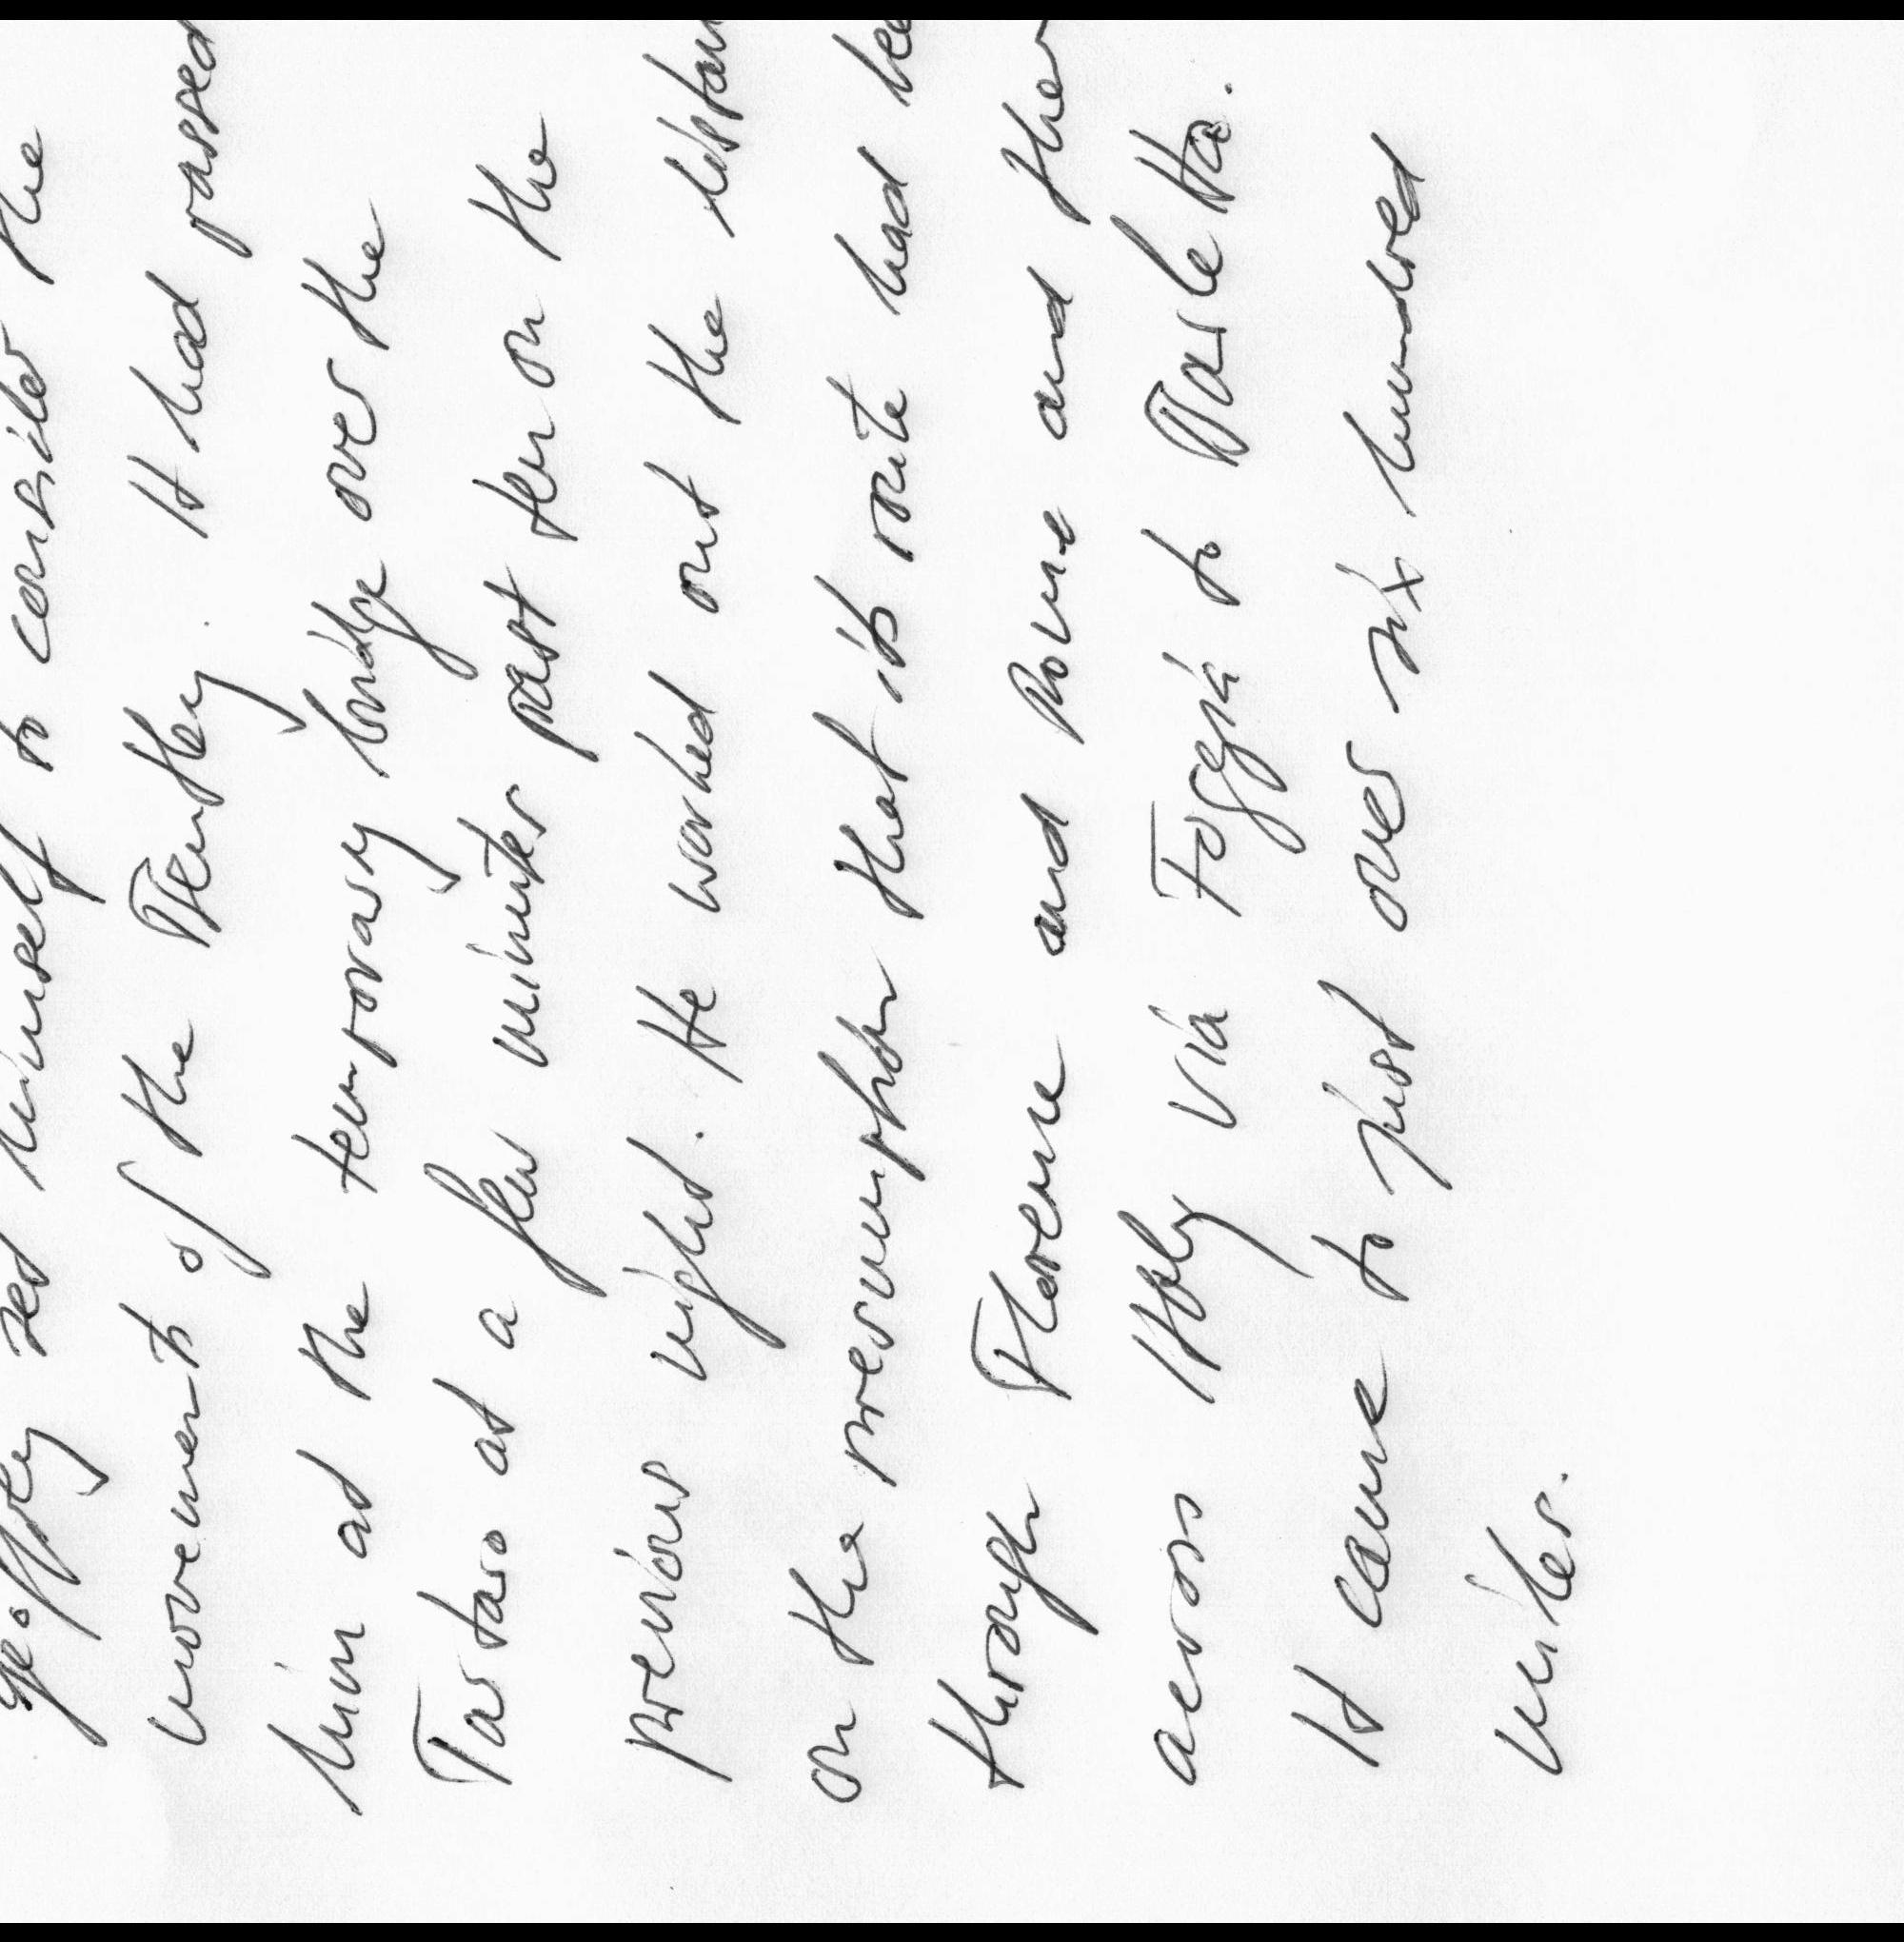 Geoffrey set himself to consider the
movements of the Bentley. It had passed
him at the temporary bridge over the
Tartaro at a few minutes past ten on the
previous night. He worked out the distan
on the presumption that its route had bee
through Florence and Rome and then
across Italy via Foggia to Barletta.
It came to just over six hundred
miles.